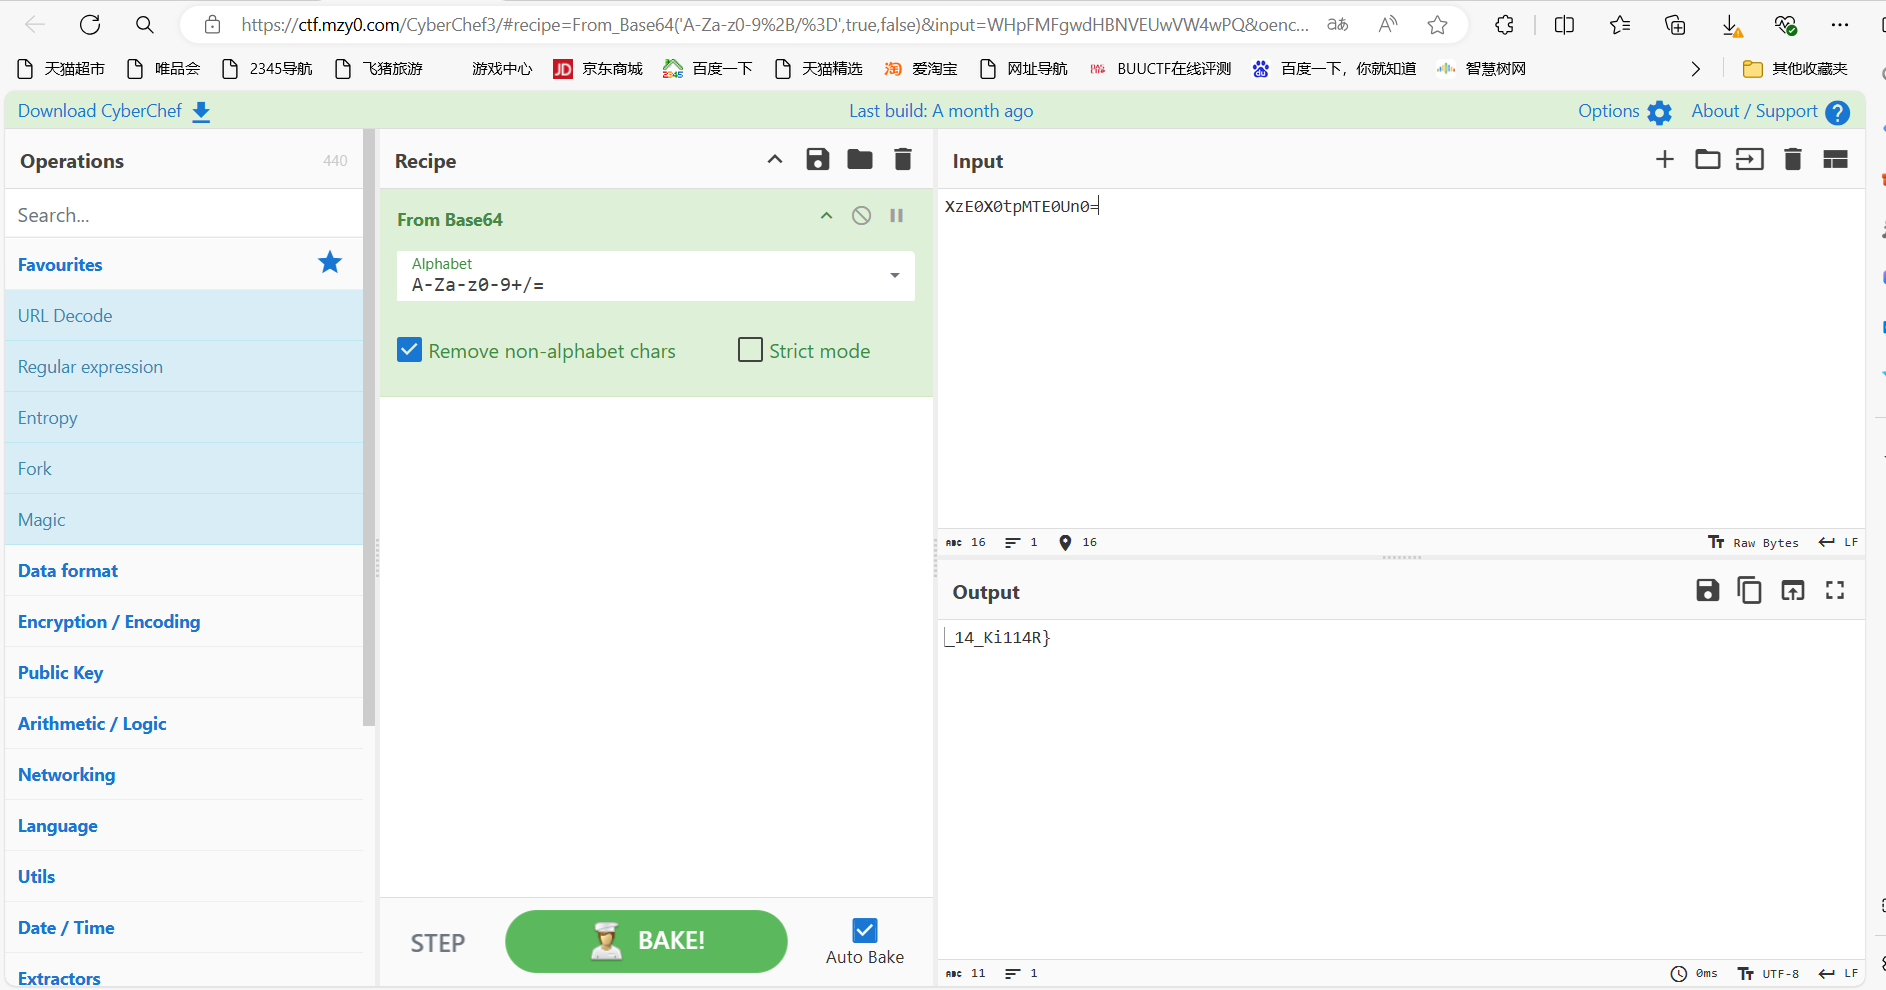 https://ctf.mzy0.com/CyberChef3/#recipe=From_Base64('A-Za-z0-9%2B/%3D',true,false)&input=WHpFMFgwdHBNVEUwVW4wPQ&oenc... aあ A
天猫超市 唯品会 2345导航 飞猪旅游 游戏中心 JD 京东商城 2345 百度一下 天猫精选 淘 爱淘宝 网址导航 BUUCTF在线评测 百度一下，你就知道 智慧树网 其他收藏夹
Download CyberChef Last build: A month ago Options About / Support ?
Operations 440
Search...
Favourites
URL Decode
Regular expression
Entropy
Fork
Magic
Data format
Encryption / Encoding
Public Key
Arithmetic / Logic
Networking
Language
Utils
Date / Time
Extractors
Recipe
From Base64
Alphabet
A-Za-z0-9+/=
Remove non-alphabet chars Strict mode
STEP BAKE! Auto Bake
Input
XzE0X0tpMTE0Un0=
ABC 16 1 16 Tт Raw Bytes LF
Output
_14_Ki114R}
ABC 11 1 0ms Tт UTF-8 LF